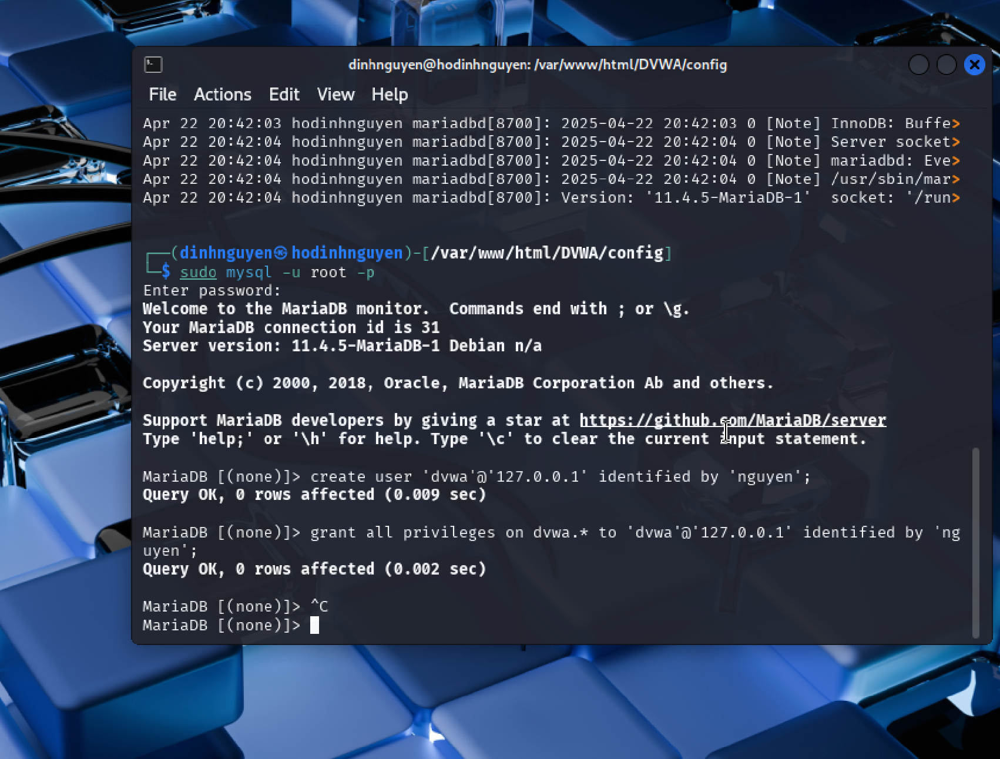 dinhnguyen@hodinhnguyen: /var/www/html/DVWA/config
File Actions Edit View Help
Apr 22 20:42:03 hodinhnguyen mariadbd[8700]: 2025-04-22 20:42:03 0 [Note] InnoDB: Buffe>
Apr 22 20:42:04 hodinhnguyen mariadbd[8700]: 2025-04-22 20:42:04 0 [Note] Server socket>
Apr 22 20:42:04 hodinhnguyen mariadbd[8700]: 2025-04-22 20:42:04 0 [Note] mariadbd: Eve>
Apr 22 20:42:04 hodinhnguyen mariadbd[8700]: 2025-04-22 20:42:04 0 [Note] /usr/sbin/mar>
Apr 22 20:42:04 hodinhnguyen mariadbd[8700]: Version: '11.4.5-MariaDB-1'  socket: '/run>
┌──(dinhnguyen㉿hodinhnguyen)-[/var/www/html/DVWA/config]
└─$ sudo mysql -u root -p
Enter password:
Welcome to the MariaDB monitor.  Commands end with ; or \g.
Your MariaDB connection id is 31
Server version: 11.4.5-MariaDB-1 Debian n/a
Copyright (c) 2000, 2018, Oracle, MariaDB Corporation Ab and others.
Support MariaDB developers by giving a star at https://github.com/MariaDB/server
Type 'help;' or '\h' for help. Type '\c' to clear the current input statement.
MariaDB [(none)]> create user 'dvwa'@'127.0.0.1' identified by 'nguyen';
Query OK, 0 rows affected (0.009 sec)
MariaDB [(none)]> grant all privileges on dvwa.* to 'dvwa'@'127.0.0.1' identified by 'ng
uyen';
Query OK, 0 rows affected (0.002 sec)
MariaDB [(none)]> ^C
MariaDB [(none)]>